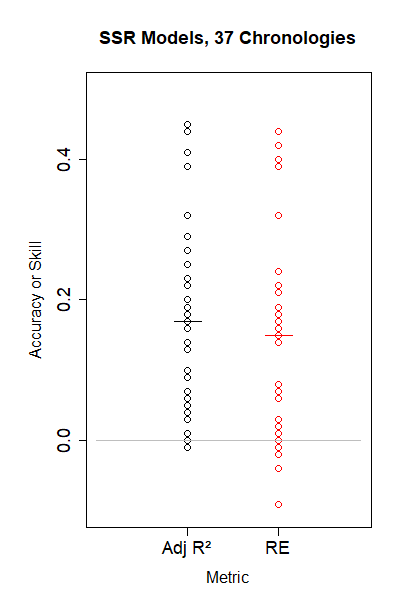 SSR Models, 37 Chronologies
Accuracy or Skill
0.4
0.2
0.0
Adj R² RE
Metric